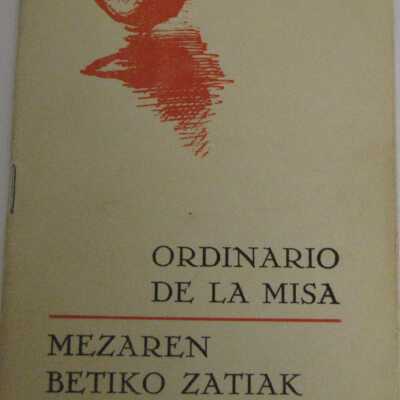 ORDINARIO
DE LA MISA
MEZAREN
BETIKO ZATIAK